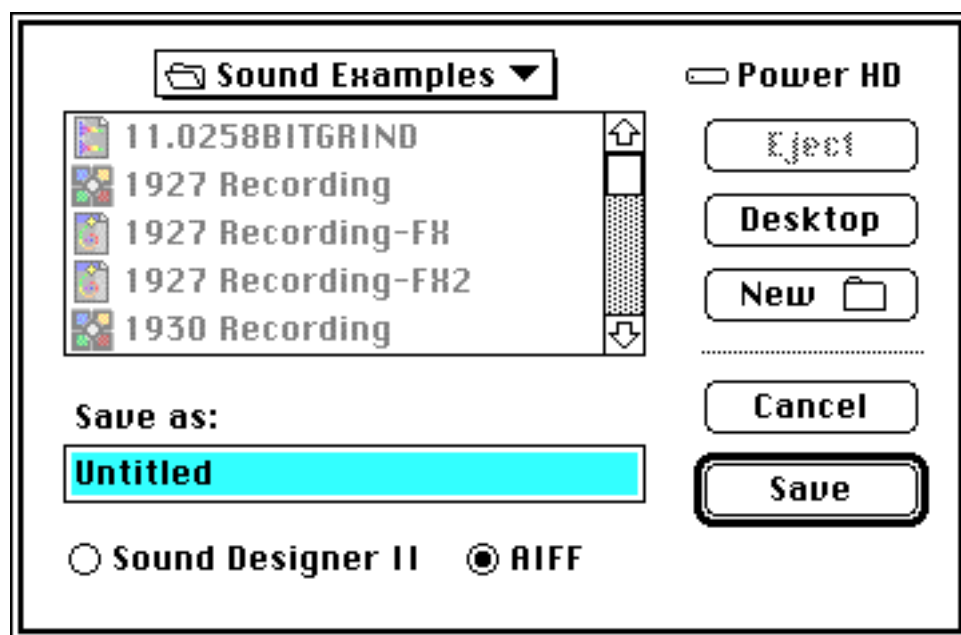 Sound Examples
Power HD
11.0258BITGRIND
1927 Recording
1927 Recording-FX
1927 Recording-FX2
1930 Recording
Eject
Desktop
New
Save as:
Untitled
Cancel
Save
Sound Designer II
AIFF